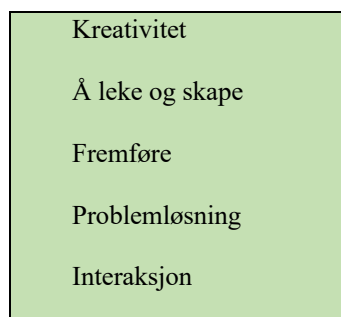 Kreativitet
Å leke og skape
Fremføre
Problemløsning
Interaksjon